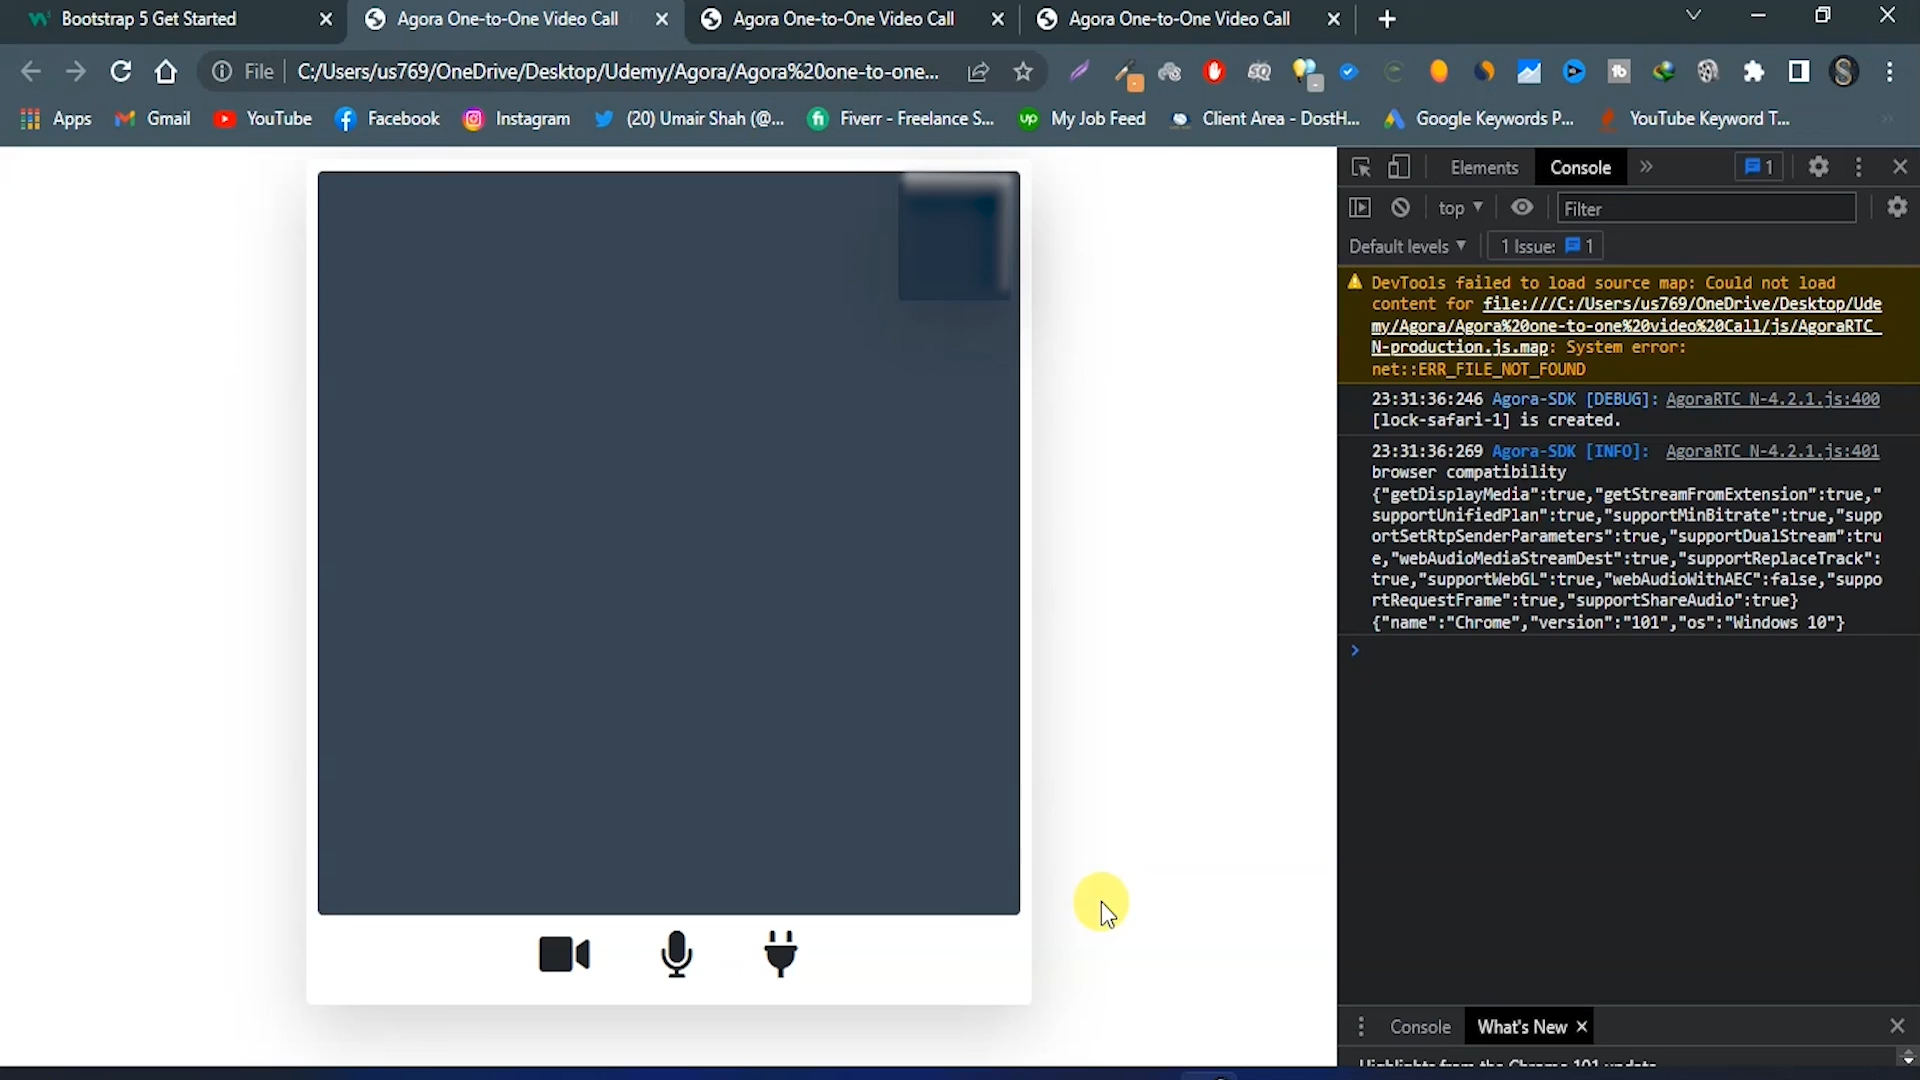 Bootstrap 5 Get Started
Agora One-to-One Video Call
Agora One-to-One Video Call
Agora One-to-One Video Call
File
C:/Users/us769/OneDrive/Desktop/Udemy/Agora/Agora%20one-to-one...
Apps
Gmail
YouTube
Facebook
Instagram
(20) Umair Shah (@...
Fiverr - Freelance S...
My Job Feed
Client Area - DostH...
Google Keywords P...
YouTube Keyword T...
Elements
Console
1
top
Filter
Default levels
1 Issue: 1
DevTools failed to load source map: Could not load
content for file:///C:/Users/us769/OneDrive/Desktop/Ude
my/Agora/Agora%20one-to-one%20video%20Call/js/AgoraRTC_
N-production.js.map: System error:
net::ERR_FILE_NOT_FOUND
23:31:36:246 Agora-SDK [DEBUG]: AgoraRTC_N-4.2.1.js:400
[lock-safari-1] is created.
23:31:36:269 Agora-SDK [INFO]: AgoraRTC_N-4.2.1.js:401
browser compatibility
{"getDisplayMedia":true,"getStreamFromExtension":true,"
supportUnifiedPlan":true,"supportMinBitrate":true,"supp
ortSetRtpSenderParameters":true,"supportDualStream":tru
e,"webAudioMediaStreamDest":true,"supportReplaceTrack":
true,"supportWebGL":true,"webAudioWithAEC":false,"suppo
rtRequestFrame":true,"supportShareAudio":true}
{"name":"Chrome","version":"101","os":"Windows 10"}
Console
What's New
Highlights from the Chrome 101 update